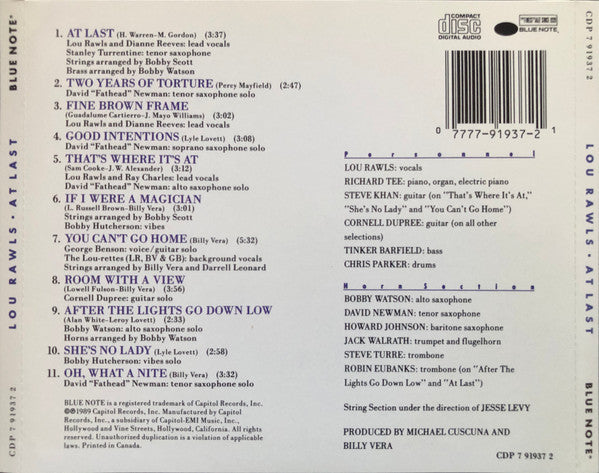 LOU RAWLS • AT LAST BLUE NOTE®
CDP 7 91937 2
1. AT LAST (H. Warren–M. Gordon) (3:37)
Lou Rawls and Dianne Reeves: lead vocals
Stanley Turrentine: tenor saxophone solo
Strings arranged by Bobby Scott
Brass arranged by Bobby Watson
2. TWO YEARS OF TORTURE (Percy Mayfield) (2:47)
David "Fathead" Newman: tenor saxophone solo
3. FINE BROWN FRAME
(Guadalume Cartierro–J. Mayo Williams) (3:02)
Lou Rawls and Dianne Reeves: lead vocals
4. GOOD INTENTIONS (Lyle Lovett) (3:08)
David "Fathead" Newman: soprano saxophone solo
5. THAT'S WHERE IT'S AT
(Sam Cooke–J.W. Alexander) (3:12)
Lou Rawls and Ray Charles: lead vocals
David "Fathead" Newman: alto saxophone solo
6. IF I WERE A MAGICIAN
(L. Russell Brown–Billy Vera) (3:01)
Strings arranged by Bobby Scott
Bobby Hutcherson: vibes
7. YOU CAN'T GO HOME (Billy Vera) (5:32)
George Benson: voice/guitar solo
The Lou-rettes (LR, BV & GB): background vocals
Strings arranged by Billy Vera and Darrell Leonard
8. ROOM WITH A VIEW
(Lowell Fulson-Billy Vera) (3:56)
Cornell Dupree: guitar solo
9. AFTER THE LIGHTS GO DOWN LOW
(Alan White–Leroy Lovett) (2:33)
Bobby Watson: alto saxophone solo
Horns arranged by Bobby Watson
10. SHE'S NO LADY (Lyle Lovett) (2:58)
Bobby Hutcherson: vibes solo
11. OH, WHAT A NITE (Billy Vera) (3:32)
David "Fathead" Newman: tenor saxophone solo
BLUE NOTE is a registered trademark of Capitol Records, Inc.
©℗1989 Capitol Records, Inc. Manufactured by Capitol
Records, Inc., a subsidiary of Capitol-EMI Music, Inc.,
Hollywood and Vine Streets, Hollywood, California. All rights
reserved. Unauthorized duplication is a violation of applicable
laws. Printed in Canada.
COMPACT
disc
DIGITAL AUDIO
BLUE NOTE®
0 7777-91937-2 1
Personnel
LOU RAWLS: vocals
RICHARD TEE: piano, organ, electric piano
STEVE KHAN: guitar (on "That's Where It's At,"
"She's No Lady" and "You Can't Go Home")
CORNELL DUPREE: guitar (on all other
selections)
TINKER BARFIELD: bass
CHRIS PARKER: drums
Horn Section
BOBBY WATSON: alto saxophone
DAVID NEWMAN: tenor saxophone
HOWARD JOHNSON: baritone saxophone
JACK WALRATH: trumpet and flugelhorn
STEVE TURRE: trombone
ROBIN EUBANKS: trombone (on "After The
Lights Go Down Low" and "At Last")
String Section under the direction of JESSE LEVY
PRODUCED BY MICHAEL CUSCUNA AND
BILLY VERA
CDP 7 91937 2
CDP 7 91937 2
LOU RAWLS • AT LAST BLUE NOTE®